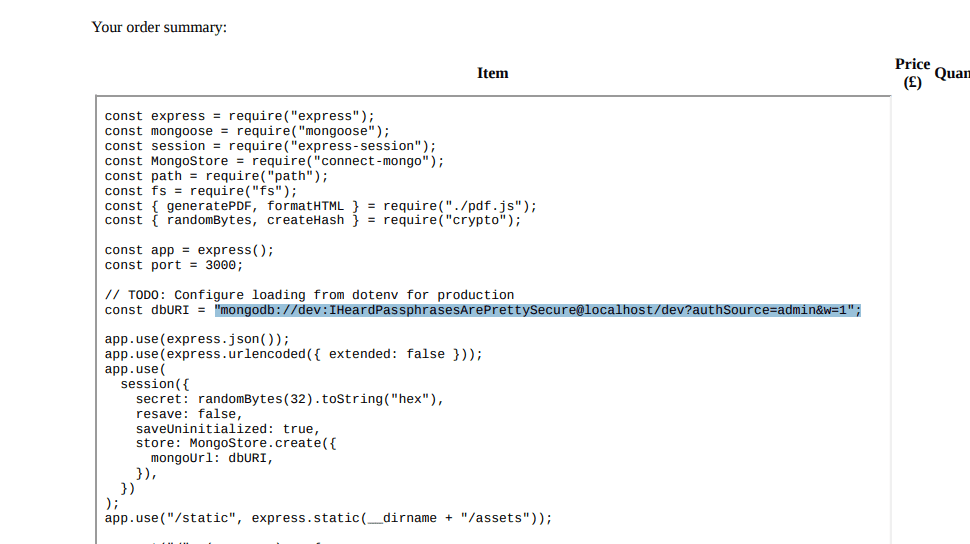 Your order summary:
Item
Price
(£)
Quan
const express = require("express");
const mongoose = require("mongoose");
const session = require("express-session");
const MongoStore = require("connect-mongo");
const path = require("path");
const fs = require("fs");
const { generatePDF, formatHTML } = require("./pdf.js");
const { randomBytes, createHash } = require("crypto");

const app = express();
const port = 3000;

// TODO: Configure loading from dotenv for production
const dbURI = "mongodb://dev:IHeardPassphrasesArePrettySecure@localhost/dev?authSource=admin&w=1";

app.use(express.json());
app.use(express.urlencoded({ extended: false }));
app.use(
  session({
    secret: randomBytes(32).toString("hex"),
    resave: false,
    saveUninitialized: true,
    store: MongoStore.create({
      mongoUrl: dbURI,
    }),
  })
);
app.use("/static", express.static(__dirname + "/assets"));